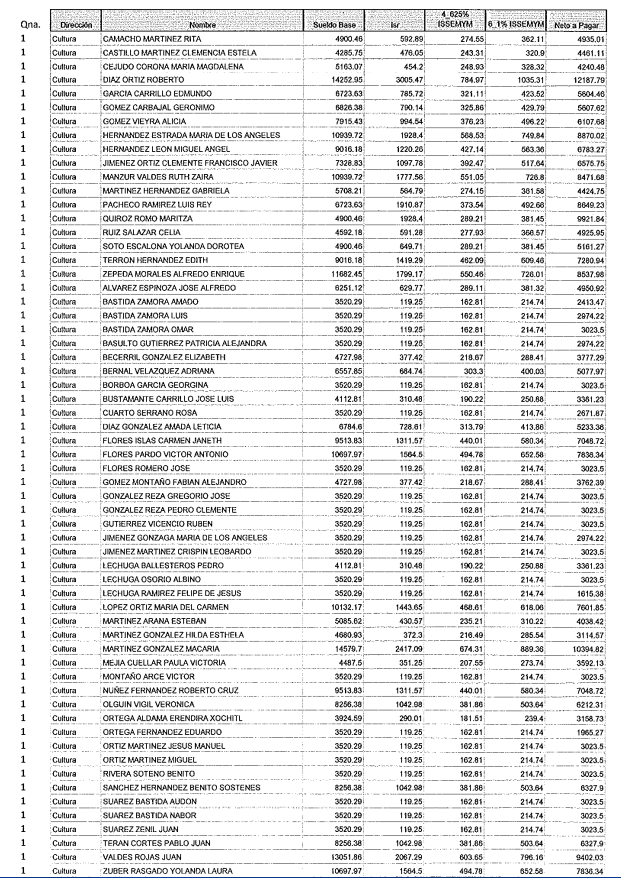 Qna. Dirección Nombre Sueldo Base Isr 4_625% ISSEMYM 6_1% ISSEMYM Neto a Pagar
1 Cultura CAMACHO MARTINEZ RITA 4900.46 592.89 274.55 362.11 4935.01
1 Cultura CASTILLO MARTINEZ CLEMENCIA ESTELA 4285.75 476.05 243.31 320.9 4461.11
1 Cultura CEJUDO CORONA MARIA MAGDALENA 5163.07 454.2 248.93 328.32 4240.48
1 Cultura DIAZ ORTIZ ROBERTO 14252.95 3005.47 784.97 1035.31 12187.79
1 Cultura GARCIA CARRILLO EDMUNDO 6723.63 785.72 321.11 423.52 5604.46
1 Cultura GOMEZ CARBAJAL GERONIMO 6826.38 790.14 325.86 429.79 5607.62
1 Cultura GOMEZ VIEYRA ALICIA 7915.43 994.54 376.23 496.22 6107.68
1 Cultura HERNANDEZ ESTRADA MARIA DE LOS ANGELES 10939.72 1928.4 568.53 749.84 8870.02
1 Cultura HERNANDEZ LEON MIGUEL ANGEL 9016.18 1220.26 427.14 563.36 6783.27
1 Cultura JIMENEZ ORTIZ CLEMENTE FRANCISCO JAVIER 7328.83 1097.78 392.47 517.64 6575.75
1 Cultura MANZUR VALDES RUTH ZAIRA 10939.72 1777.56 551.05 726.8 8471.68
1 Cultura MARTINEZ HERNANDEZ GABRIELA 5708.21 564.79 274.15 361.58 4424.75
1 Cultura PACHECO RAMIREZ LUIS REY 6723.63 1910.87 373.54 492.66 8649.23
1 Cultura QUIROZ ROMO MARITZA 4900.46 1928.4 289.21 381.45 9921.84
1 Cultura RUIZ SALAZAR CELIA 4592.18 591.28 277.93 366.57 4925.95
1 Cultura SOTO ESCALONA YOLANDA DOROTEA 4900.46 649.71 289.21 381.45 5161.27
1 Cultura TERRON HERNANDEZ EDITH 9016.18 1419.29 462.09 609.46 7280.94
1 Cultura ZEPEDA MORALES ALFREDO ENRIQUE 11682.45 1799.17 550.46 726.01 8537.98
1 Cultura ALVAREZ ESPINOZA JOSE ALFREDO 6251.12 629.77 289.11 381.32 4950.92
1 Cultura BASTIDA ZAMORA AMADO 3520.29 119.25 162.81 214.74 2413.47
1 Cultura BASTIDA ZAMORA LUIS 3520.29 119.25 162.81 214.74 2974.22
1 Cultura BASTIDA ZAMORA OMAR 3520.29 119.25 162.81 214.74 3023.5
1 Cultura BASULTO GUTIERREZ PATRICIA ALEJANDRA 3520.29 119.25 162.81 214.74 2974.22
1 Cultura BECERRIL GONZALEZ ELIZABETH 4727.98 377.42 218.67 288.41 3777.29
1 Cultura BERNAL VELAZQUEZ ADRIANA 6557.85 684.74 303.3 400.03 5077.97
1 Cultura BORBOA GARCIA GEORGINA 3520.29 119.25 162.81 214.74 3023.5
1 Cultura BUSTAMANTE CARRILLO JOSE LUIS 4112.81 310.48 190.22 250.88 3361.23
1 Cultura CUARTO SERRANO ROSA 3520.29 119.25 162.81 214.74 2671.87
1 Cultura DIAZ GONZALEZ AMADA LETICIA 6784.6 728.61 313.79 413.86 5233.36
1 Cultura FLORES ISLAS CARMEN JANETH 9513.83 1311.57 440.01 580.34 7048.72
1 Cultura FLORES PARDO VICTOR ANTONIO 10697.97 1564.5 494.78 652.58 7836.34
1 Cultura FLORES ROMERO JOSE 3520.29 119.25 162.81 214.74 3023.5
1 Cultura GOMEZ MONTAÑO FABIAN ALEJANDRO 4727.98 377.42 218.67 288.41 3762.39
1 Cultura GONZALEZ REZA GREGORIO JOSE 3520.29 119.25 162.81 214.74 3023.5
1 Cultura GONZALEZ REZA PEDRO CLEMENTE 3520.29 119.25 162.81 214.74 3023.5
1 Cultura GUTIERREZ VICENCIO RUBEN 3520.29 119.25 162.81 214.74 3023.5
1 Cultura JIMENEZ GONZAGA MARIA DE LOS ANGELES 3520.29 119.25 162.81 214.74 2974.22
1 Cultura JIMENEZ MARTINEZ CRISPIN LEOBARDO 3520.29 119.25 162.81 214.74 3023.5
1 Cultura LECHUGA BALLESTEROS PEDRO 4112.81 310.48 190.22 250.88 3361.23
1 Cultura LECHUGA OSORIO ALBINO 3520.29 119.25 162.81 214.74 3023.5
1 Cultura LECHUGA RAMIREZ FELIPE DE JESUS 3520.29 119.25 162.81 214.74 1615.38
1 Cultura LOPEZ ORTIZ MARIA DEL CARMEN 10132.17 1443.65 468.61 618.06 7601.85
1 Cultura MARTINEZ ARANA ESTEBAN 5085.62 430.57 235.21 310.22 4038.42
1 Cultura MARTINEZ GONZALEZ HILDA ESTHELA 4680.93 372.3 216.49 285.54 3114.57
1 Cultura MARTINEZ GONZALEZ MACARIA 14579.7 2417.09 674.31 889.36 10394.82
1 Cultura MEJIA CUELLAR PAULA VICTORIA 4487.5 351.25 207.55 273.74 3592.13
1 Cultura MONTAÑO ARCE VICTOR 3520.29 119.25 162.81 214.74 3023.5
1 Cultura NUÑEZ FERNANDEZ ROBERTO CRUZ 9513.83 1311.57 440.01 580.34 7048.72
1 Cultura OLGUIN VIGIL VERONICA 8256.38 1042.98 381.86 503.64 6212.31
1 Cultura ORTEGA ALDAMA ERENDIRA XOCHITL 3924.59 290.01 181.51 239.4 3158.73
1 Cultura ORTEGA FERNANDEZ EDUARDO 3520.29 119.25 162.81 214.74 1965.27
1 Cultura ORTIZ MARTINEZ JESUS MANUEL 3520.29 119.25 162.81 214.74 3023.5
1 Cultura ORTIZ MARTINEZ MIGUEL 3520.29 119.25 162.81 214.74 3023.5
1 Cultura RIVERA SOTENO BENITO 3520.29 119.25 162.81 214.74 3023.5
1 Cultura SANCHEZ HERNANDEZ BENITO SOSTENES 8256.38 1042.98 381.86 503.64 6327.9
1 Cultura SUAREZ BASTIDA AUDON 3520.29 119.25 162.81 214.74 3023.5
1 Cultura SUAREZ BASTIDA NABOR 3520.29 119.25 162.81 214.74 3023.5
1 Cultura SUAREZ ZENIL JUAN 3520.29 119.25 162.81 214.74 3023.5
1 Cultura TERAN CORTES PABLO JUAN 8256.38 1042.98 381.86 503.64 6327.9
1 Cultura VALDES ROJAS JUAN 13051.86 2067.29 603.65 796.16 9402.03
1 Cultura ZUBER RASGADO YOLANDA LAURA 10697.97 1564.5 494.78 652.58 7836.34